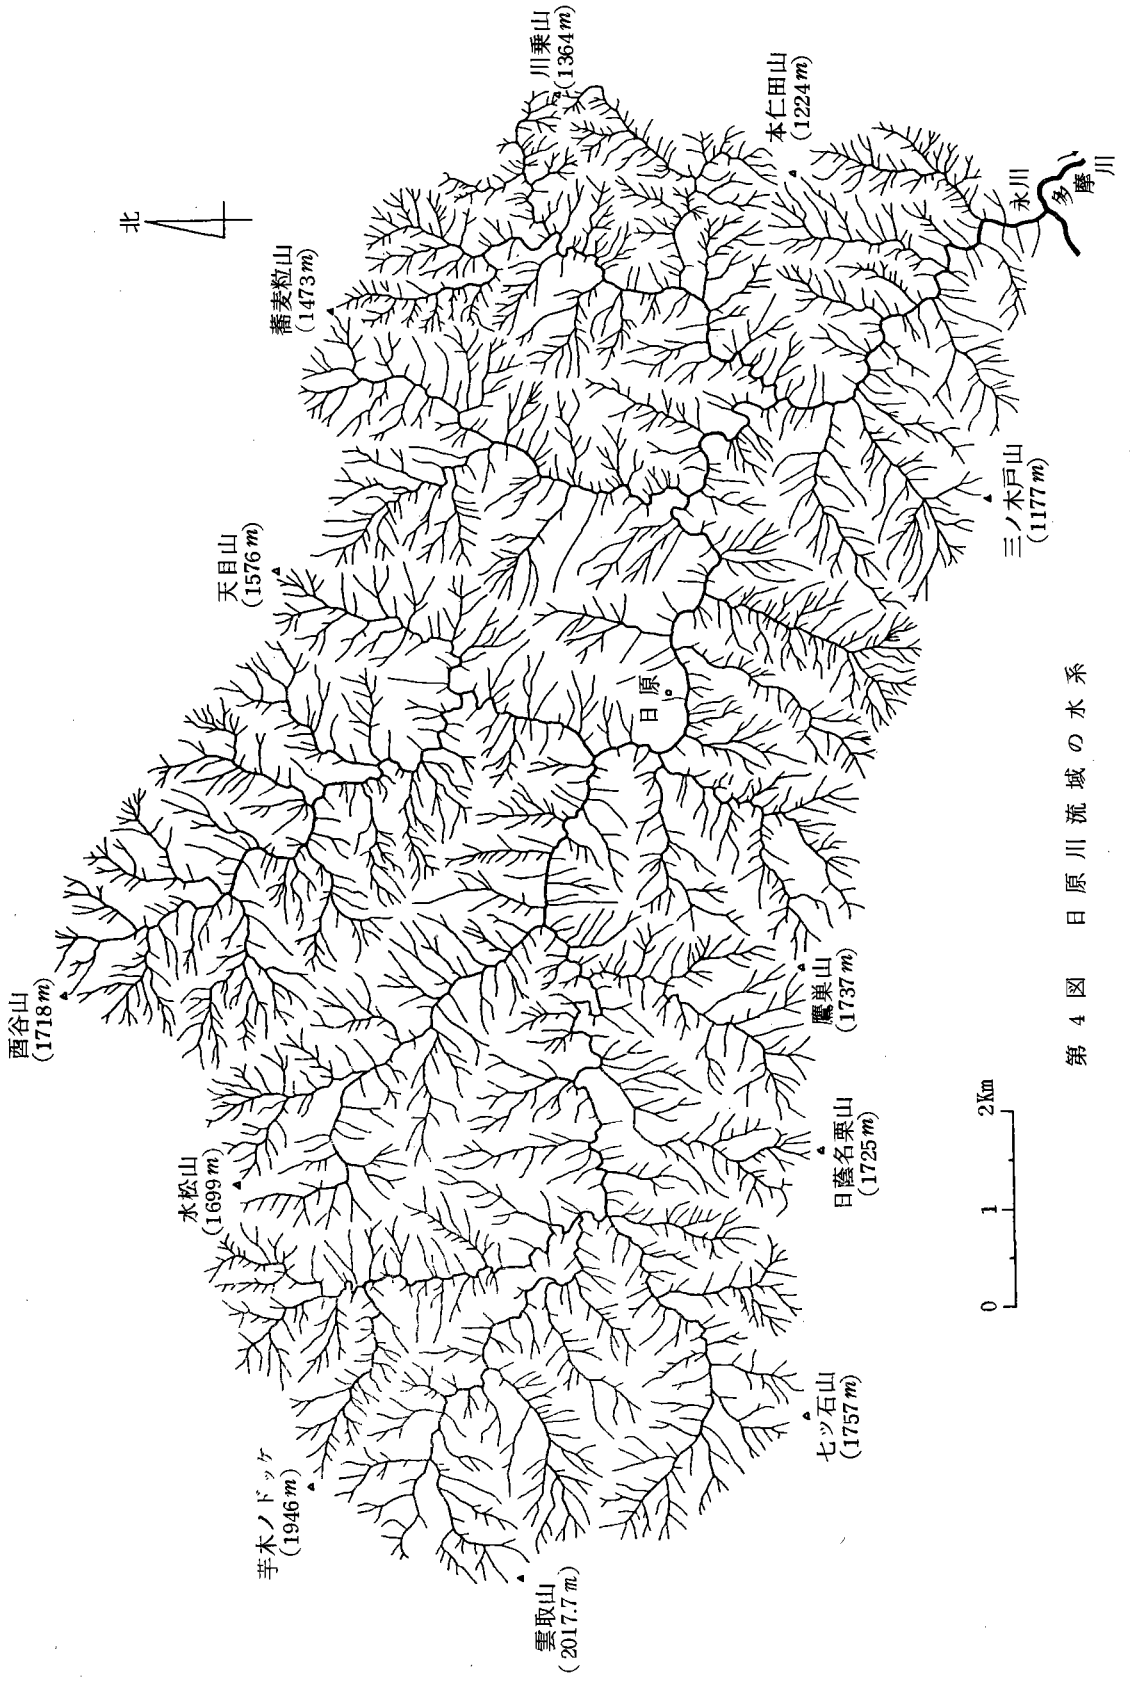 北
酉谷山
(1718m)
天目山
(1576m)
蕎麦粒山
(1473m)
川乗山
(1364m)
本仁田山
(1224m)
氷川
多摩川
三ノ木戸山
(1177m)
日原
鷹巣山
(1737m)
日蔭名栗山
(1725m)
七ッ石山
(1757m)
雲取山
(2017.7m)
芋木ノドッケ
(1946m)
水松山
(1699m)
0 1 2Km
第4図 日原川流域の水系